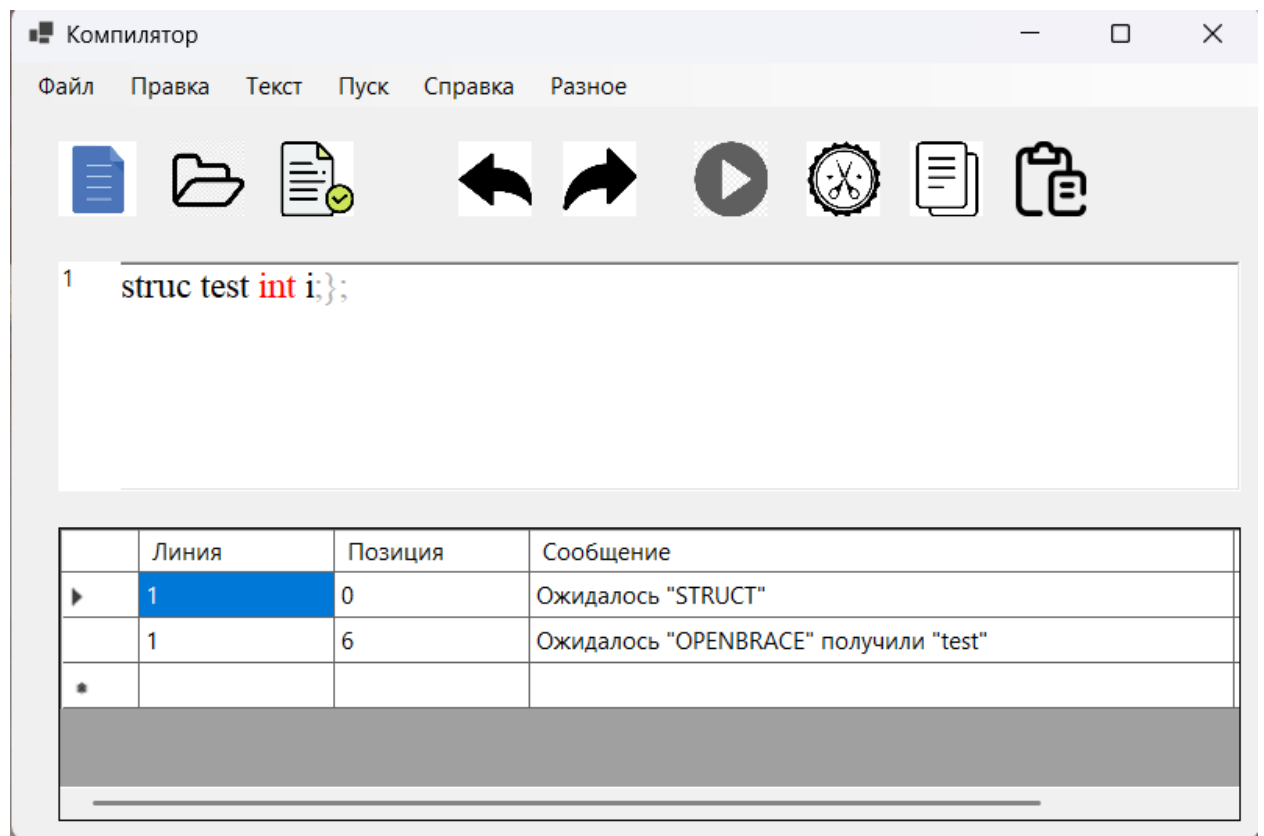 Компилятор
Файл Правка Текст Пуск Справка Разное
1 struc test int i;};
Линия Позиция Сообщение
1 0 Ожидалось "STRUCT"
1 6 Ожидалось "OPENBRACE" получили "test"